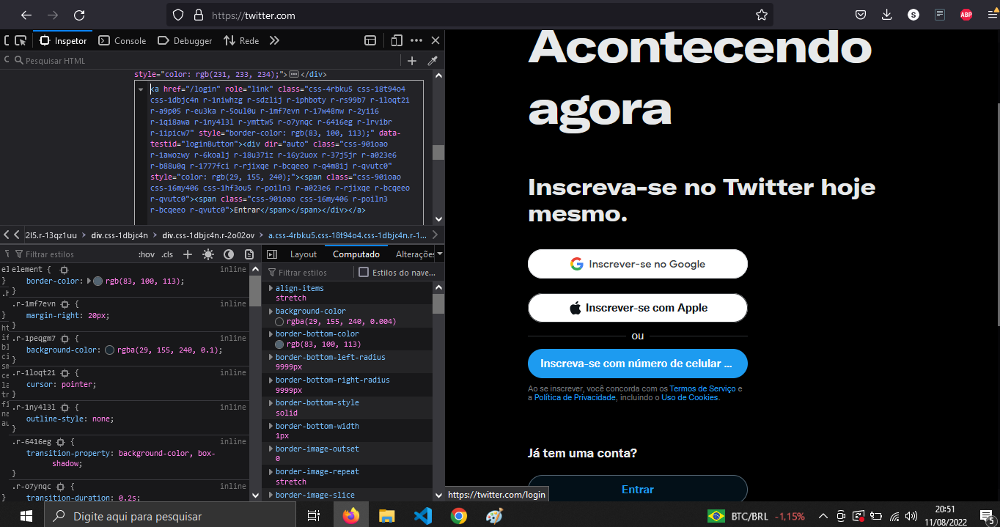 https://twitter.com
S
ABP
Inspetor Console Debugger Rede
Pesquisar HTML
style="color: rgb(231, 233, 234);"> </div>
<a href="/login" role="link" class="css-4rbku5 css-18t94o4
css-1dbjc4n r-1niwhzg r-sdzlij r-1phboty r-rs99b7 r-1loqt21
r-a9p05 r-eu3ka r-5oul0u r-1mf7evn r-17w48nw r-2yi16
r-1qi8awa r-1ny4l3l r-ymttw5 r-o7ynqc r-6416eg r-lrvibr
r-1ipicw7" style="border-color: rgb(83, 100, 113);" data-
testid="loginButton"><div dir="auto" class="css-901oao
r-1awozwy r-6koalj r-18u37iz r-16y2uox r-37j5jr r-a023e6
r-b88u0q r-1777fci r-rjixqe r-bcqeeo r-q4m81j r-qvutc0"
style="color: rgb(29, 155, 240);"><span class="css-901oao
css-16my406 css-1hf3ou5 r-poiln3 r-a023e6 r-rjixqe r-bcqeeo
r-qvutc0"><span class="css-901oao css-16my406 r-poiln3
r-bcqeeo r-qvutc0">Entrar</span></span></div></a>
2l5.r-13qz1uu div.css-1dbjc4n div.css-1dbjc4n.r-2o02ov a.css-4rbku5.css-18t94o4.css-1dbjc4n.r-1...
Filtrar estilos :hov .cls
element { inline
border-color: rgb(83, 100, 113);
}
.r-1mf7evn { inline
margin-right: 20px;
}
.r-1peqgm7 { inline
background-color: rgba(29, 155, 240, 0.1);
}
.r-1loqt21 { inline
cursor: pointer;
}
.r-1ny4l3l { inline
outline-style: none;
}
.r-6416eg { inline
transition-property: background-color, box-
shadow;
}
.r-o7ynqc { inline
transition-duration: 0.2s;
Layout Computado Alterações
Filtrar estilos Estilos do nave...
align-items
stretch
background-color
rgba(29, 155, 240, 0.004)
border-bottom-color
rgb(83, 100, 113)
border-bottom-left-radius
9999px
border-bottom-right-radius
9999px
border-bottom-style
solid
border-bottom-width
1px
border-image-outset
0
border-image-repeat
stretch
border-image-slice
Acontecendo
agora
Inscreva-se no Twitter hoje
mesmo.
Inscrever-se no Google
Inscrever-se com Apple
ou
Inscreva-se com número de celular ...
Ao se inscrever, você concorda com os Termos de Serviço e
a Política de Privacidade, incluindo o Uso de Cookies.
Já tem uma conta?
Entrar
https://twitter.com/login
Digite aqui para pesquisar
BTC/BRL -1,15%
20:51
11/08/2022
5